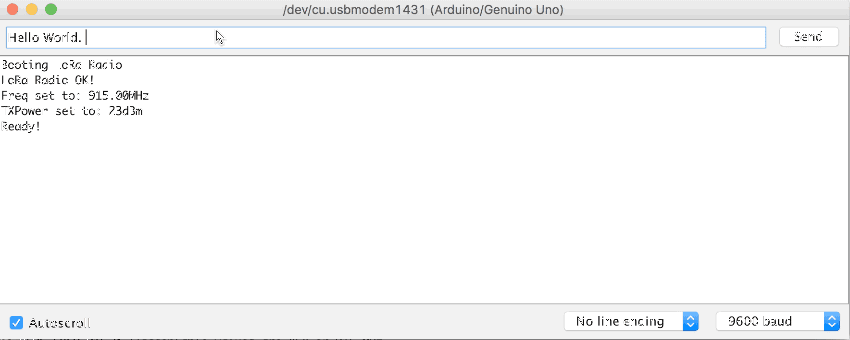 /dev/cu.usbmodem1431 (Arduino/Genuino Uno)
Hello World.
Send
Booting LoRa Radio
LoRa Radio OK!
Freq set to: 915.00MHz
TXPower set to: 23dBm
Ready!
Autoscroll
No line ending
9600 baud